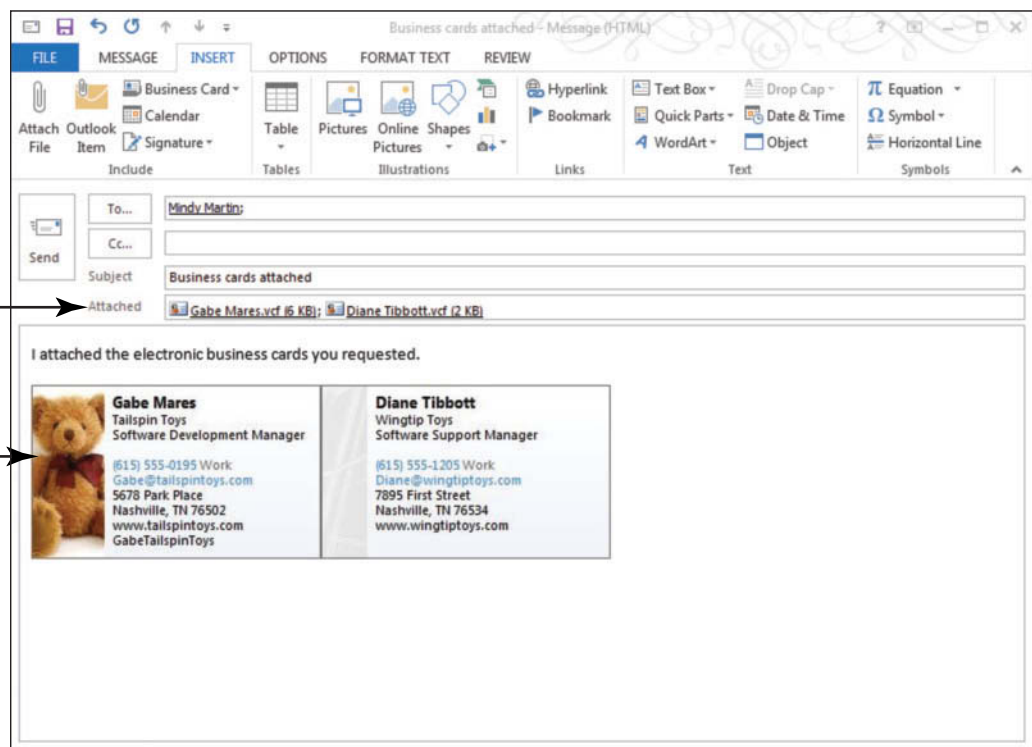 Business cards attached - Message (HTML)
?
FILE MESSAGE INSERT OPTIONS FORMAT TEXT REVIEW
Attach File
Outlook Item
Business Card
Calendar
Signature
Include
Table
Tables
Pictures
Online Pictures
Shapes
Illustrations
Hyperlink
Bookmark
Links
Text Box
Quick Parts
WordArt
Drop Cap
Date & Time
Object
Text
π Equation
Ω Symbol
Horizontal Line
Symbols
Send
To... Mindy Martin;
Cc...
Subject Business cards attached
Attached Gabe Mares.vcf (6 KB); Diane Tibbott.vcf (2 KB)
I attached the electronic business cards you requested.
Gabe Mares
Tailspin Toys
Software Development Manager
(615) 555-0195 Work
Gabe@tailspintoys.com
5678 Park Place
Nashville, TN 76502
www.tailspintoys.com
GabeTailspinToys
Diane Tibbott
Wingtip Toys
Software Support Manager
(615) 555-1205 Work
Diane@wingtiptoys.com
7895 First Street
Nashville, TN 76534
www.wingtiptoys.com